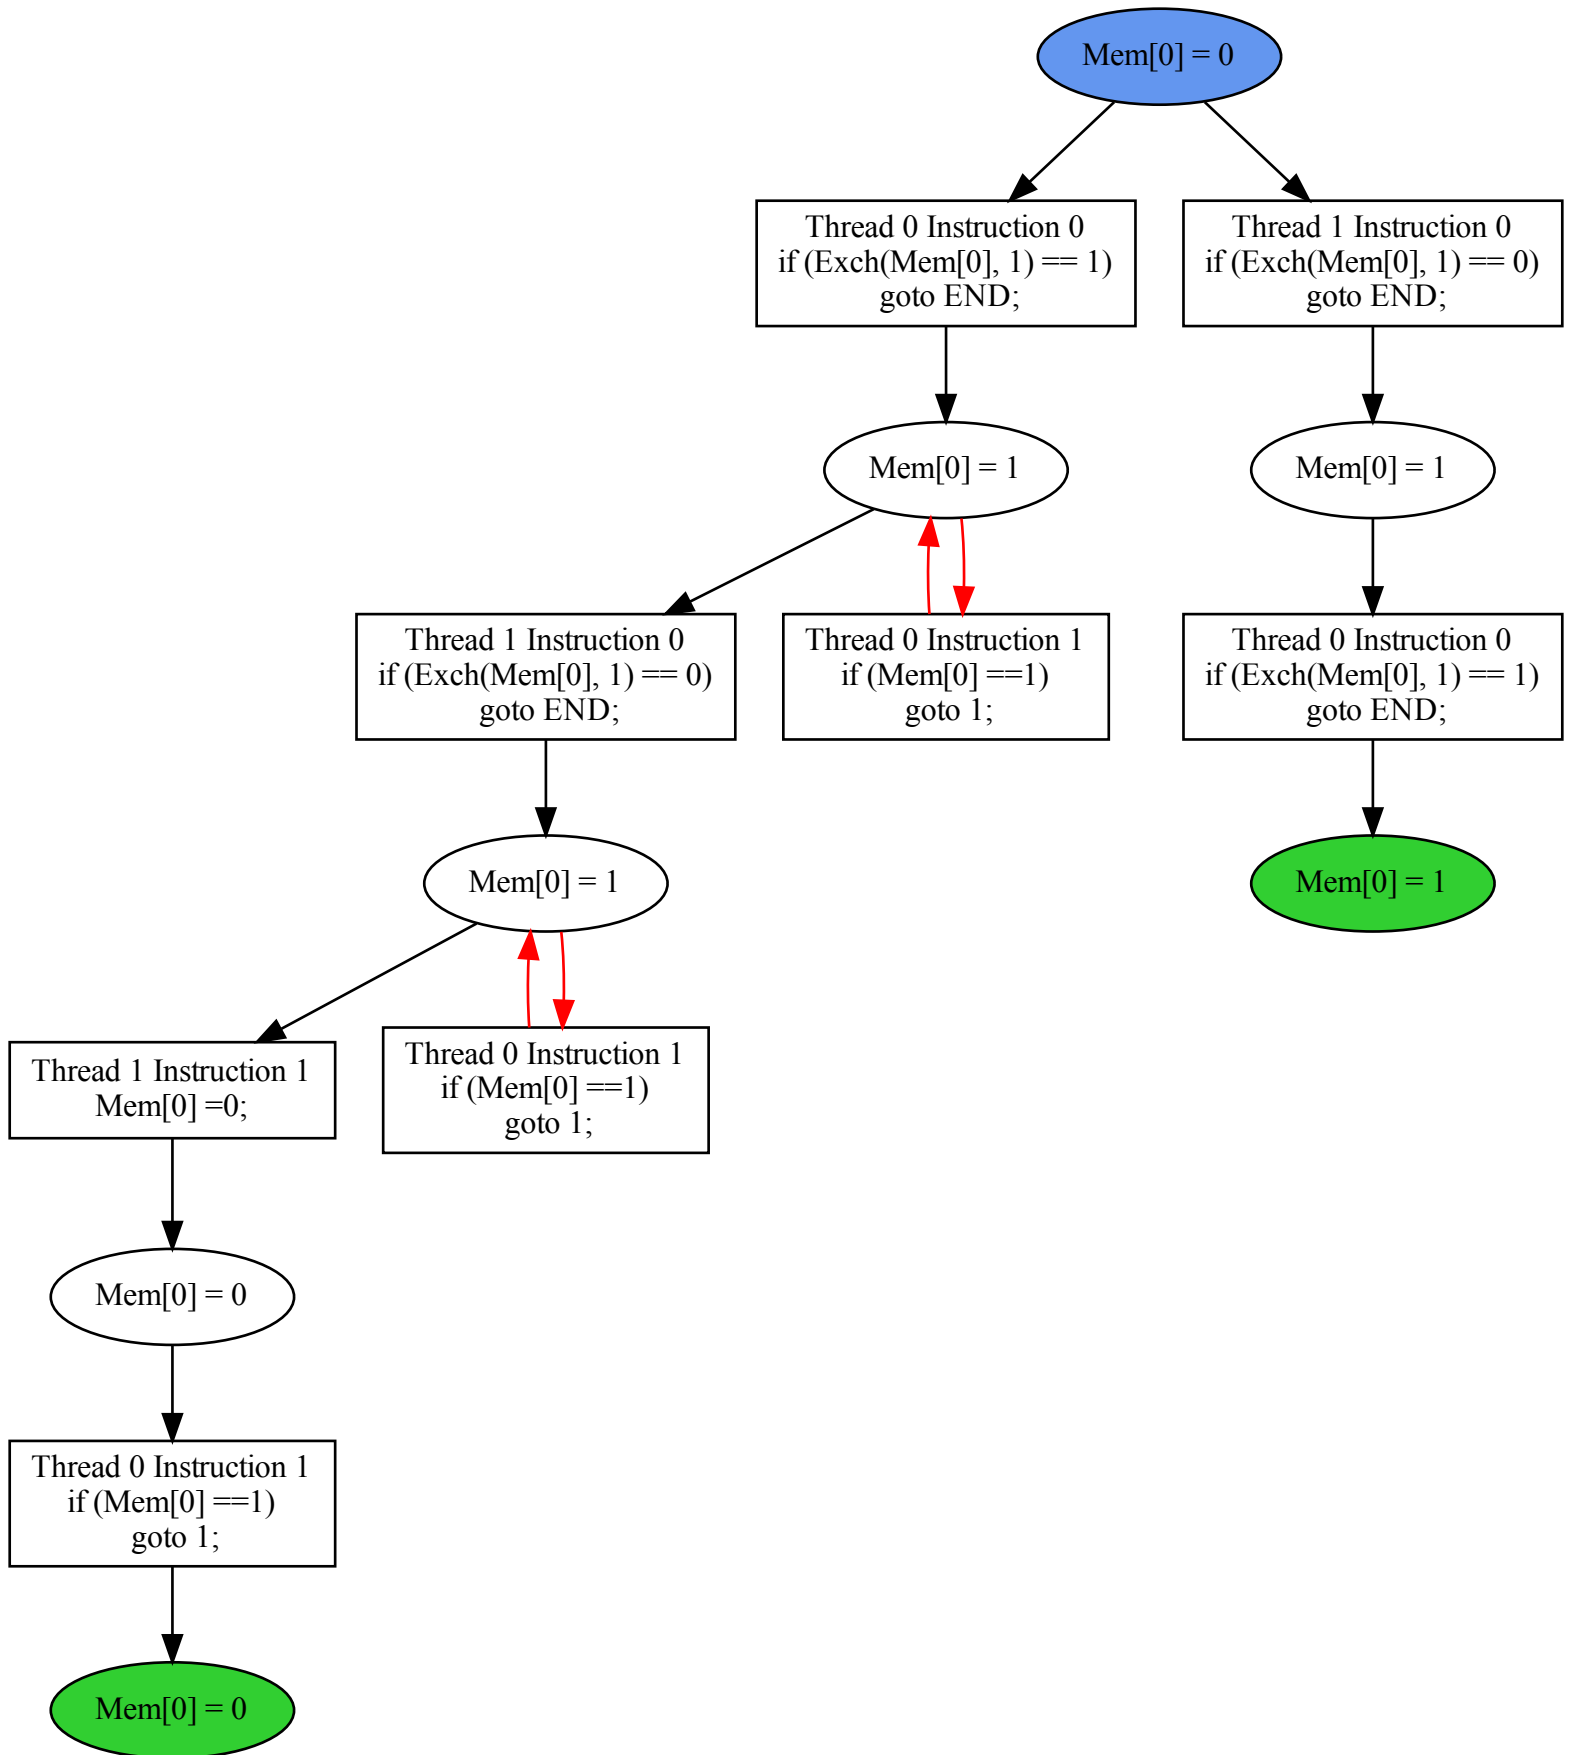 Mem[0] = 0
Thread 0 Instruction 0
if (Exch(Mem[0], 1) == 1)
goto END;
Thread 1 Instruction 0
if (Exch(Mem[0], 1) == 0)
goto END;
Mem[0] = 1
Mem[0] = 1
Thread 1 Instruction 0
if (Exch(Mem[0], 1) == 0)
goto END;
Thread 0 Instruction 1
if (Mem[0] ==1)
goto 1;
Thread 0 Instruction 0
if (Exch(Mem[0], 1) == 1)
goto END;
Mem[0] = 1
Mem[0] = 1
Thread 1 Instruction 1
Mem[0] =0;
Thread 0 Instruction 1
if (Mem[0] ==1)
goto 1;
Mem[0] = 0
Thread 0 Instruction 1
if (Mem[0] ==1)
goto 1;
Mem[0] = 0